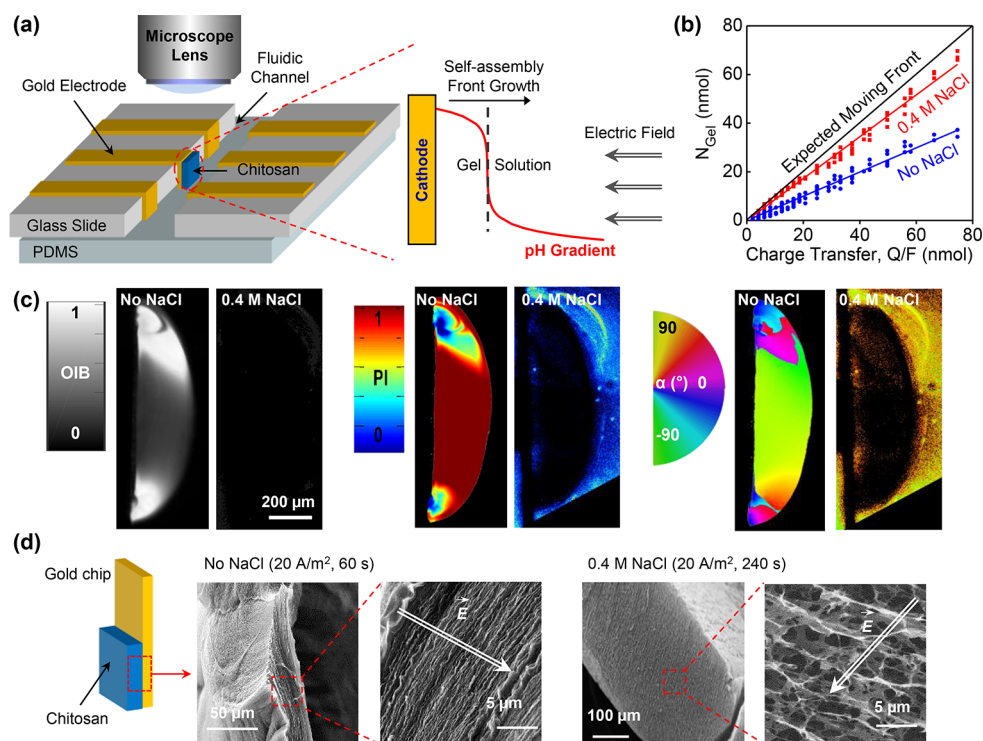 (a)
Microscope
Lens
Fluidic
Channel
Gold Electrode
Chitosan
Glass Slide
PDMS
Self-assembly
Front Growth
Electric Field
Cathode
Gel
Solution
pH Gradient
(b)
N_Gel (nmol)
80
60
40
20
0
Expected Moving Front
0.4 M NaCl
No NaCl
0
20
40
60
80
Charge Transfer, Q/F (nmol)
(c)
1
OIB
0
No NaCl
0.4 M NaCl
200 µm
1
PI
0
No NaCl
0.4 M NaCl
90
α (°) 0
-90
No NaCl
0.4 M NaCl
(d)
Gold chip
Chitosan
No NaCl (20 A/m², 60 s)
50 µm
E
5 µm
0.4 M NaCl (20 A/m², 240 s)
100 µm
E
5 µm